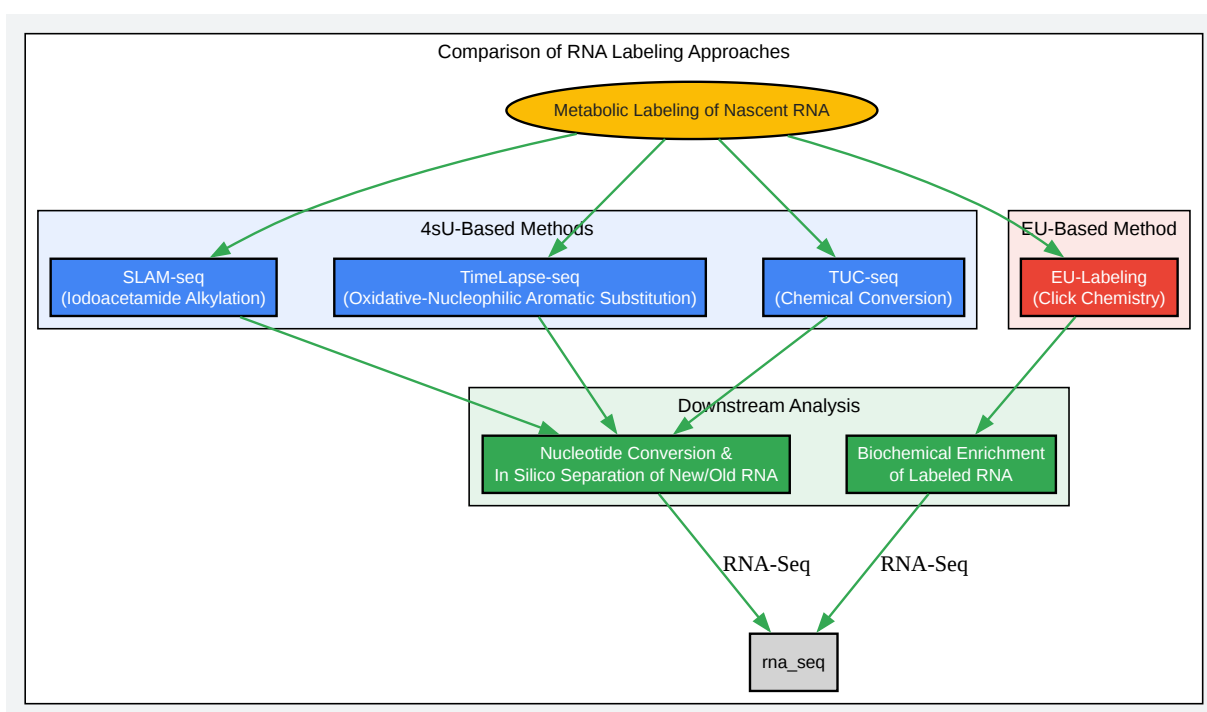 Comparison of RNA Labeling Approaches
Metabolic Labeling of Nascent RNA
4sU-Based Methods
EU-Based Method
SLAM-seq
(Iodoacetamide Alkylation)
TimeLapse-seq
(Oxidative-Nucleophilic Aromatic Substitution)
TUC-seq
(Chemical Conversion)
EU-Labeling
(Click Chemistry)
Downstream Analysis
Nucleotide Conversion &
In Silico Separation of New/Old RNA
Biochemical Enrichment
of Labeled RNA
RNA-Seq
RNA-Seq
rna_seq